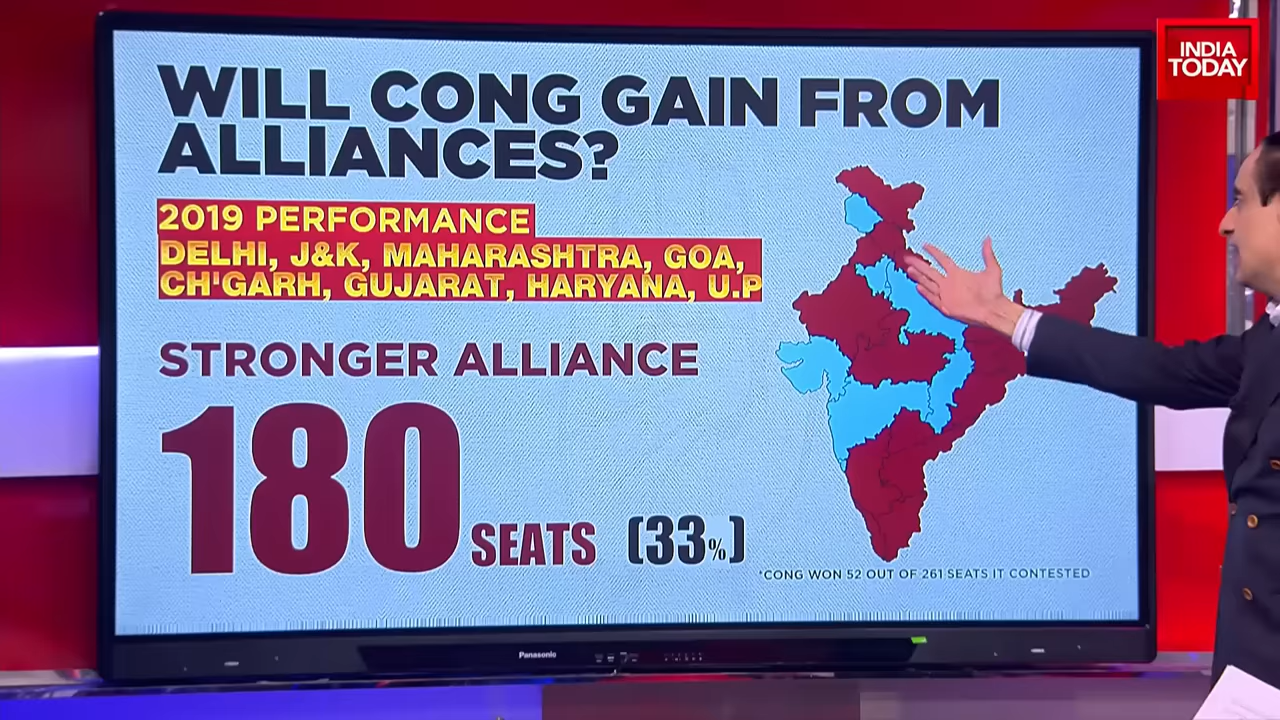 WILL CONG GAIN FROM
ALLIANCES?
2019 PERFORMANCE
DELHI, J&K, MAHARASHTRA, GOA,
CH'GARH, GUJARAT, HARYANA, U.P
STRONGER ALLIANCE
180 SEATS (33%)
*CONG WON 52 OUT OF 261 SEATS IT CONTESTED
Panasonic
INDIA
TODAY